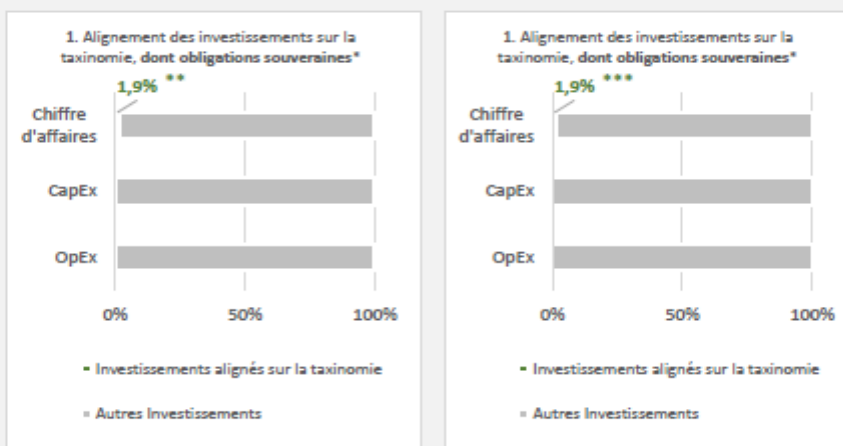 1. Alignement des investissements sur la
taxinomie, dont obligations souveraines*
1,9% **
Chiffre
d'affaires
CapEx
OpEx
0%
50%
100%
Investissements alignés sur la taxinomie
Autres Investissements
1. Alignement des investissements sur la
taxinomie, dont obligations souveraines*
1,9% ***
Chiffre
d'affaires
CapEx
OpEx
0%
50%
100%
Investissements alignés sur la taxinomie
Autres Investissements